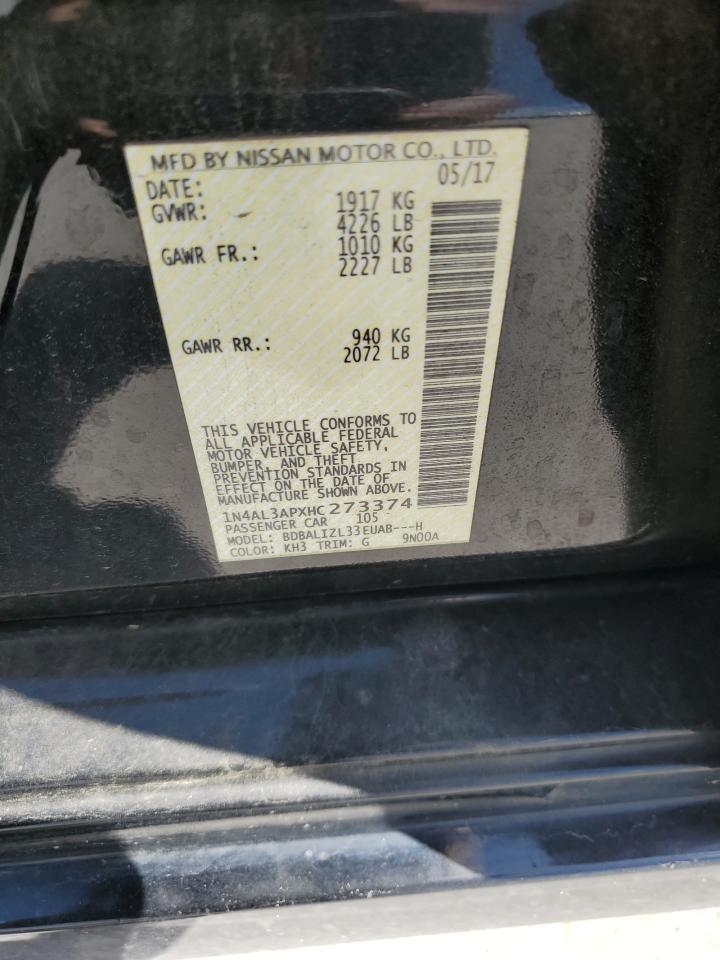 MFD BY NISSAN MOTOR CO., LTD.
DATE: 05/17
GVWR: 1917 KG
4226 LB
GAWR FR.: 1010 KG
2227 LB
GAWR RR.: 940 KG
2072 LB
THIS VEHICLE CONFORMS TO
ALL APPLICABLE FEDERAL
MOTOR VEHICLE SAFETY,
BUMPER, AND THEFT
PREVENTION STANDARDS IN
EFFECT ON THE DATE OF
MANUFACTURE SHOWN ABOVE.
1N4AL3APXHC273374
PASSENGER CAR 105
MODEL: BDBALIZL33EUAB---H
COLOR: KH3 TRIM: G 9N00A